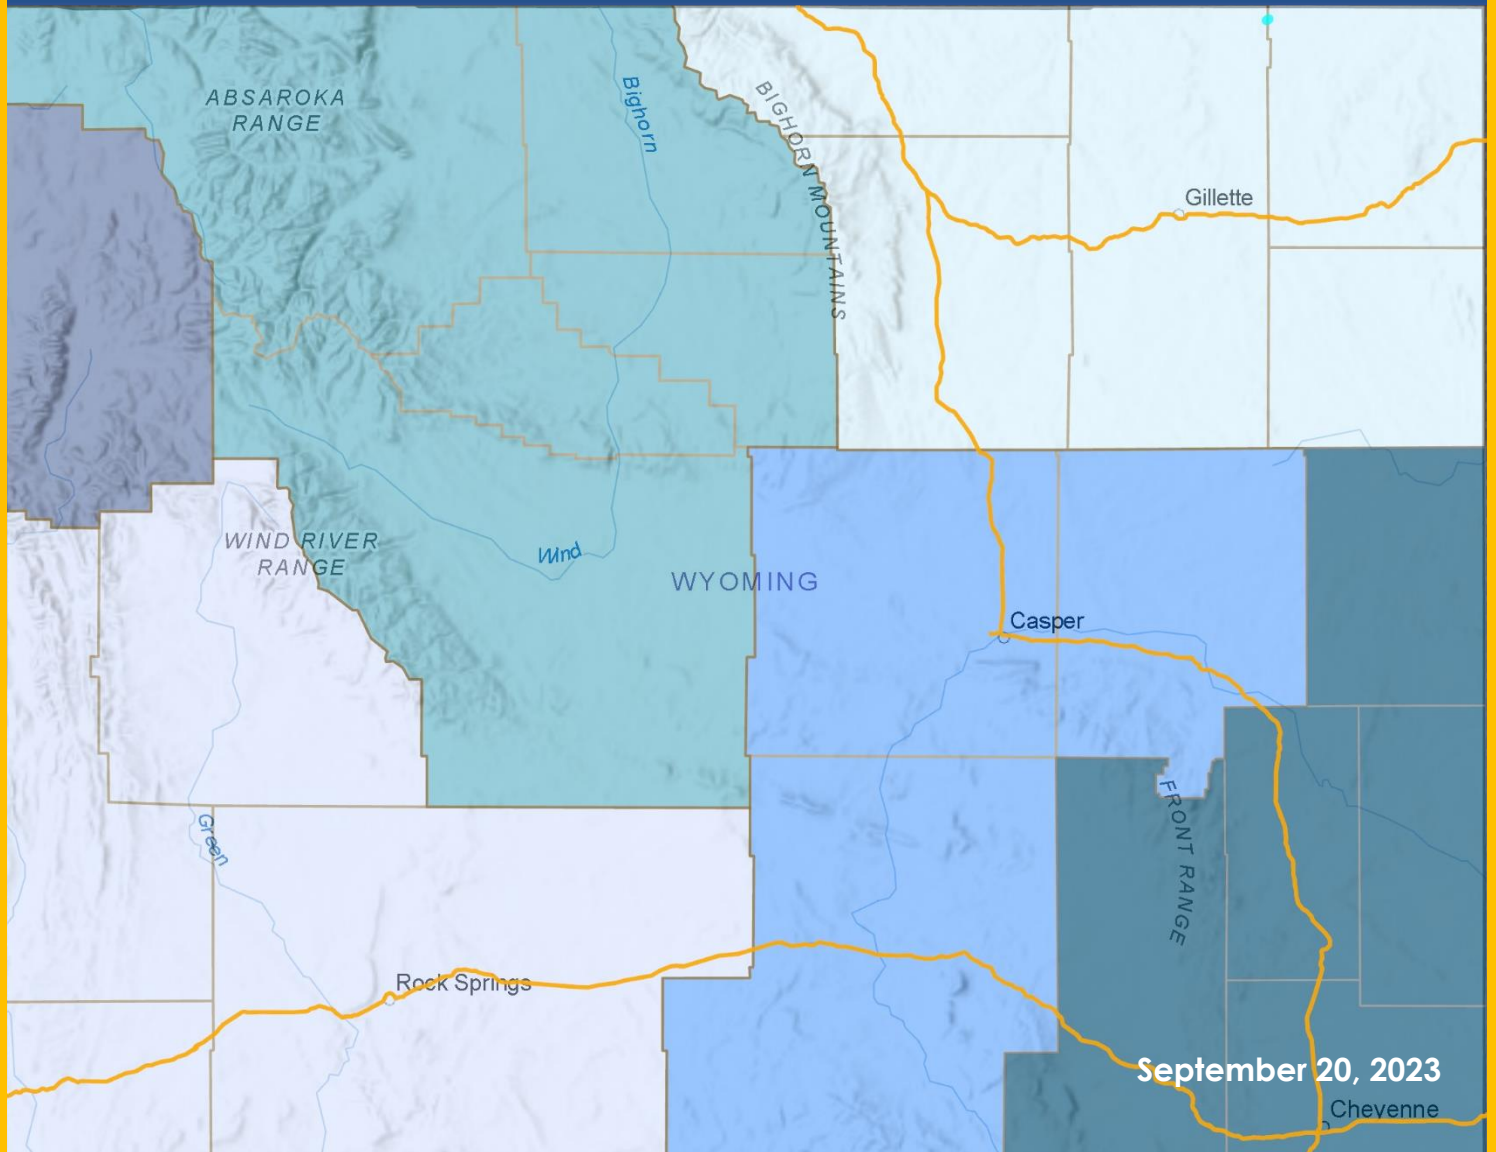 ABSAROKA
RANGE
Bighorn
BIGHORN MOUNTAINS
Gillette
WIND RIVER
RANGE
Wind
WYOMING
Casper
Green
FRONT RANGE
Rock Springs
September 20, 2023
Cheyenne